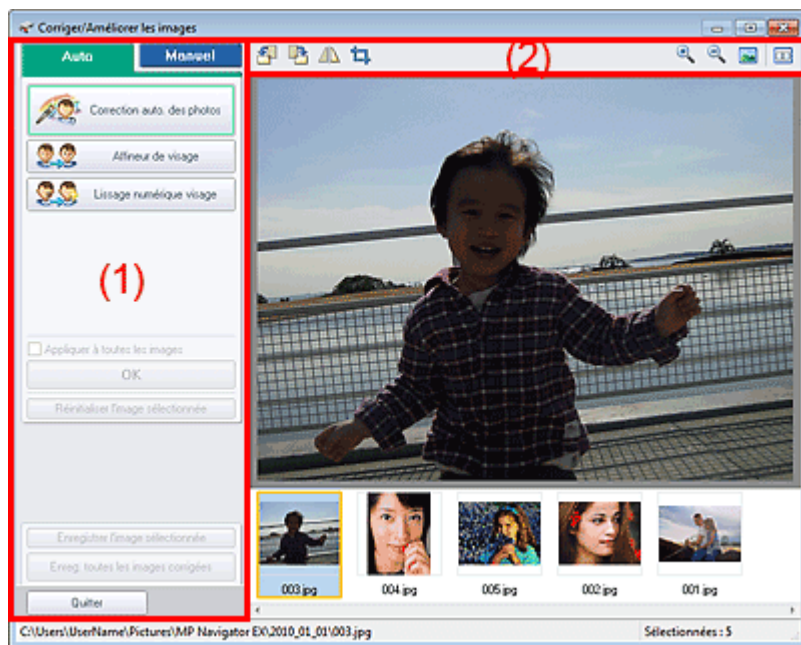 Corriger/Améliorer les images
Auto
Manuel
(2)
Correction auto. des photos
Affineur de visage
Lissage numérique visage
(1)
Appliquer à toutes les images
OK
Réinitialiser l'image sélectionnée
Enregistrer l'image sélectionnée
Enreg. toutes les images corrigées
Quitter
003.jpg
004.jpg
005.jpg
002.jpg
001.jpg
C:\Users\UserName\Pictures\MP Navigator EX\2010_01_01\003.jpg
Sélectionnées : 5